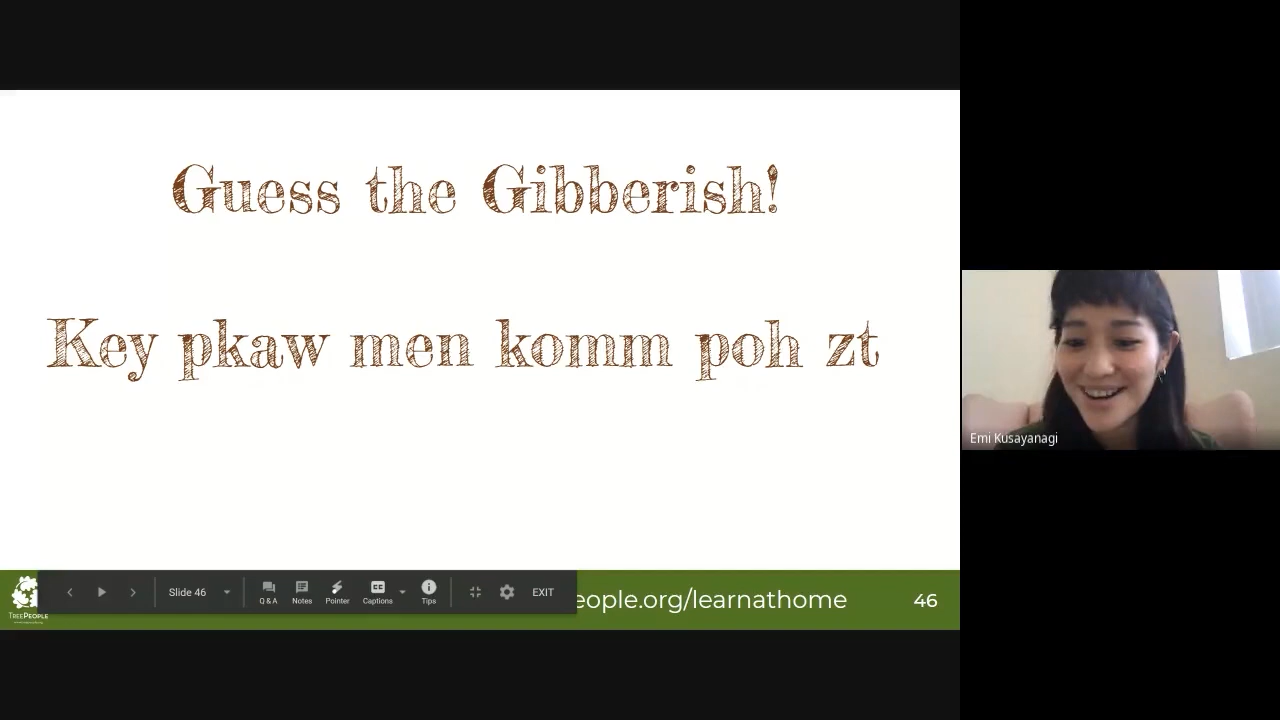 Guess the Gibberish!
Key pkaw men komm poh zt
Emi Kusayanagi
Slide 46
Q & A
Notes
Pointer
Captions
Tips
EXIT
TREEPEOPLE
eople.org/learnathome
46